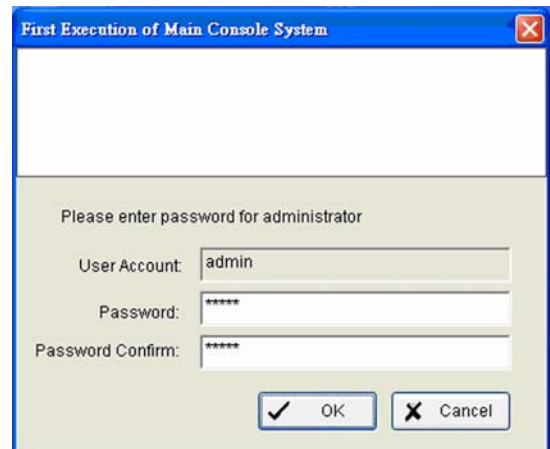 First Execution of Main Console System
Please enter password for administrator
User Account: admin
Password: *****
Password Confirm: *****
OK Cancel